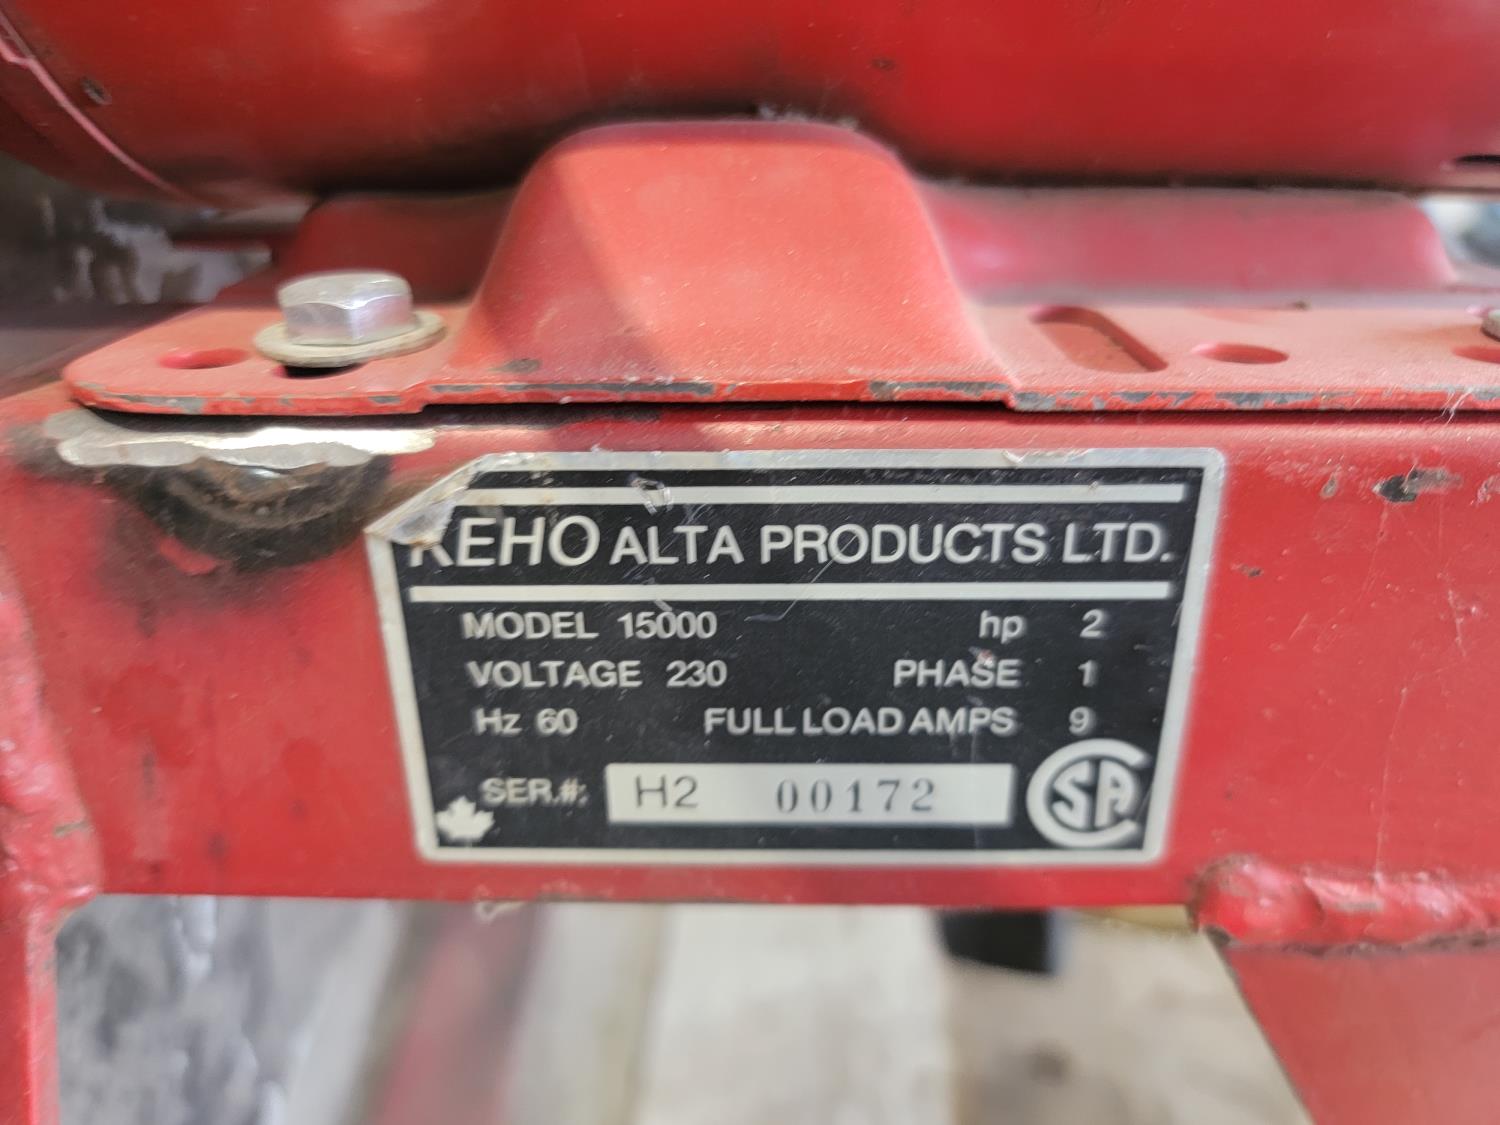 KEHO ALTA PRODUCTS LTD.
MODEL 15000 hp 2
VOLTAGE 230 PHASE 1
Hz 60 FULL LOAD AMPS 9
SER.#: H2 00172
CSA